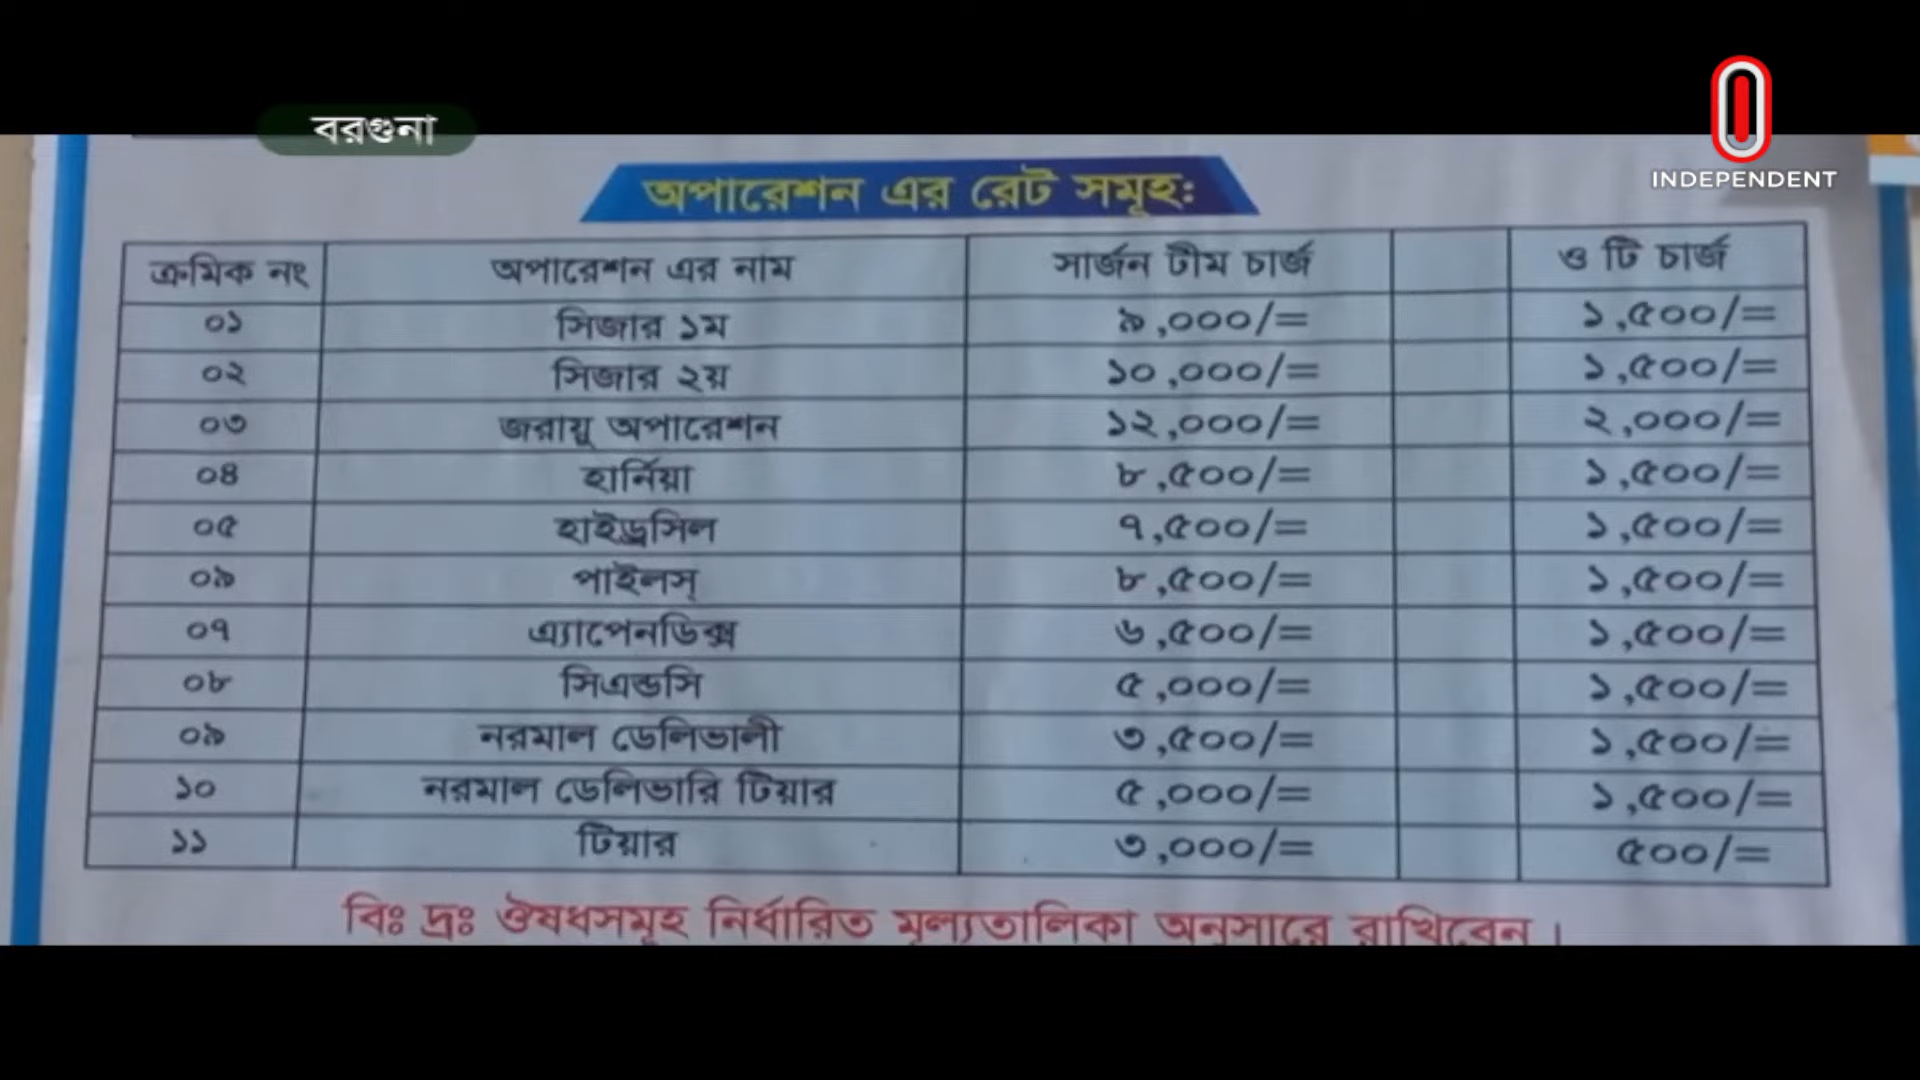 বরগুনা
INDEPENDENT
অপারেশন এর রেট সমূহঃ
ক্রমিক নং অপারেশন এর নাম সার্জন টীম চার্জ ও টি চার্জ
০১ সিজার ১ম ৯,০০০/= ১,৫০০/=
০২ সিজার ২য় ১০,০০০/= ১,৫০০/=
০৩ জরায়ু অপারেশন ১২,০০০/= ২,০০০/=
০৪ হার্নিয়া ৮,৫০০/= ১,৫০০/=
০৫ হাইড্রসিল ৭,৫০০/= ১,৫০০/=
০৯ পাইলস্ ৮,৫০০/= ১,৫০০/=
০৭ এ্যাপেনডিক্স ৬,৫০০/= ১,৫০০/=
০৮ সিএন্ডসি ৫,০০০/= ১,৫০০/=
০৯ নরমাল ডেলিভালী ৩,৫০০/= ১,৫০০/=
১০ নরমাল ডেলিভারি টিয়ার ৫,০০০/= ১,৫০০/=
১১ টিয়ার ৩,০০০/= ৫০০/=
বিঃ দ্রঃ ঔষধসমূহ নির্ধারিত মূল্যতালিকা অনুসারে রাখিবেন।